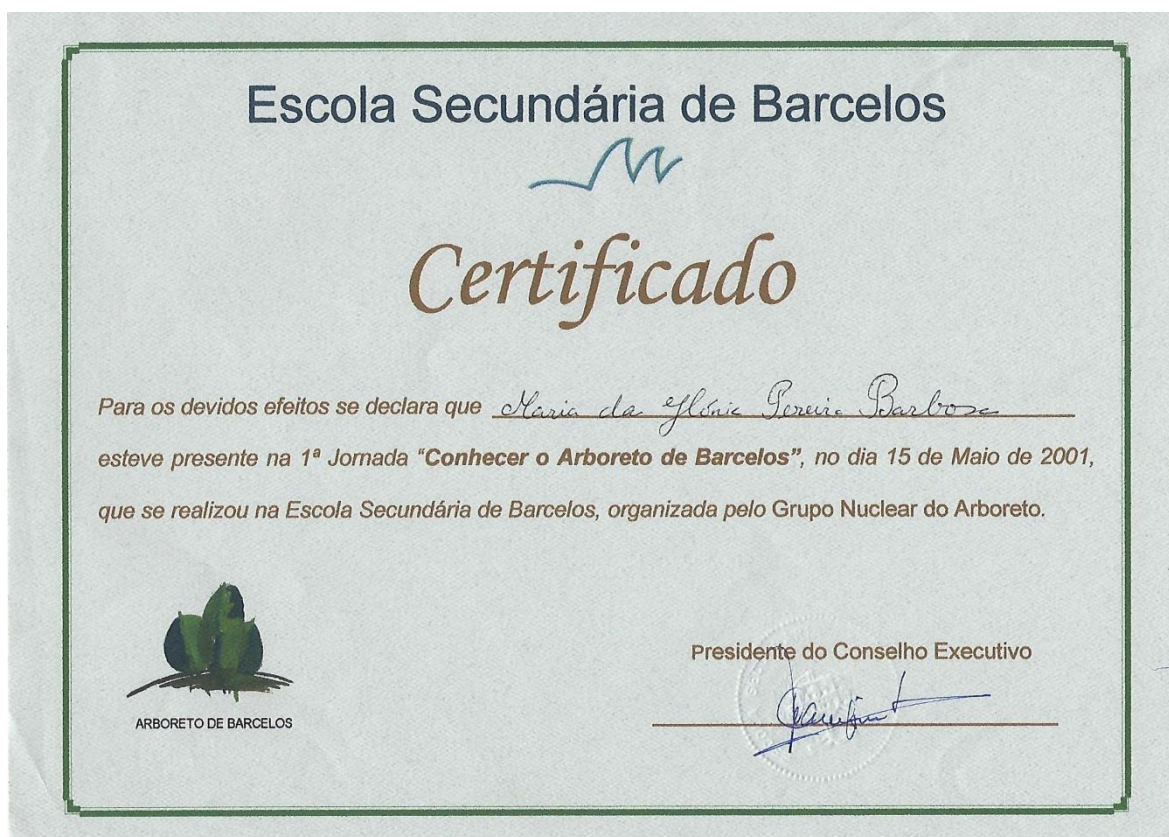 Escola Secundária de Barcelos
Certificado
Para os devidos efeitos se declara que Maria da Glória Pereira Barbosa
esteve presente na 1ª Jornada "Conhecer o Arboreto de Barcelos", no dia 15 de Maio de 2001,
que se realizou na Escola Secundária de Barcelos, organizada pelo Grupo Nuclear do Arboreto.
Presidente do Conselho Executivo
ARBORETO DE BARCELOS